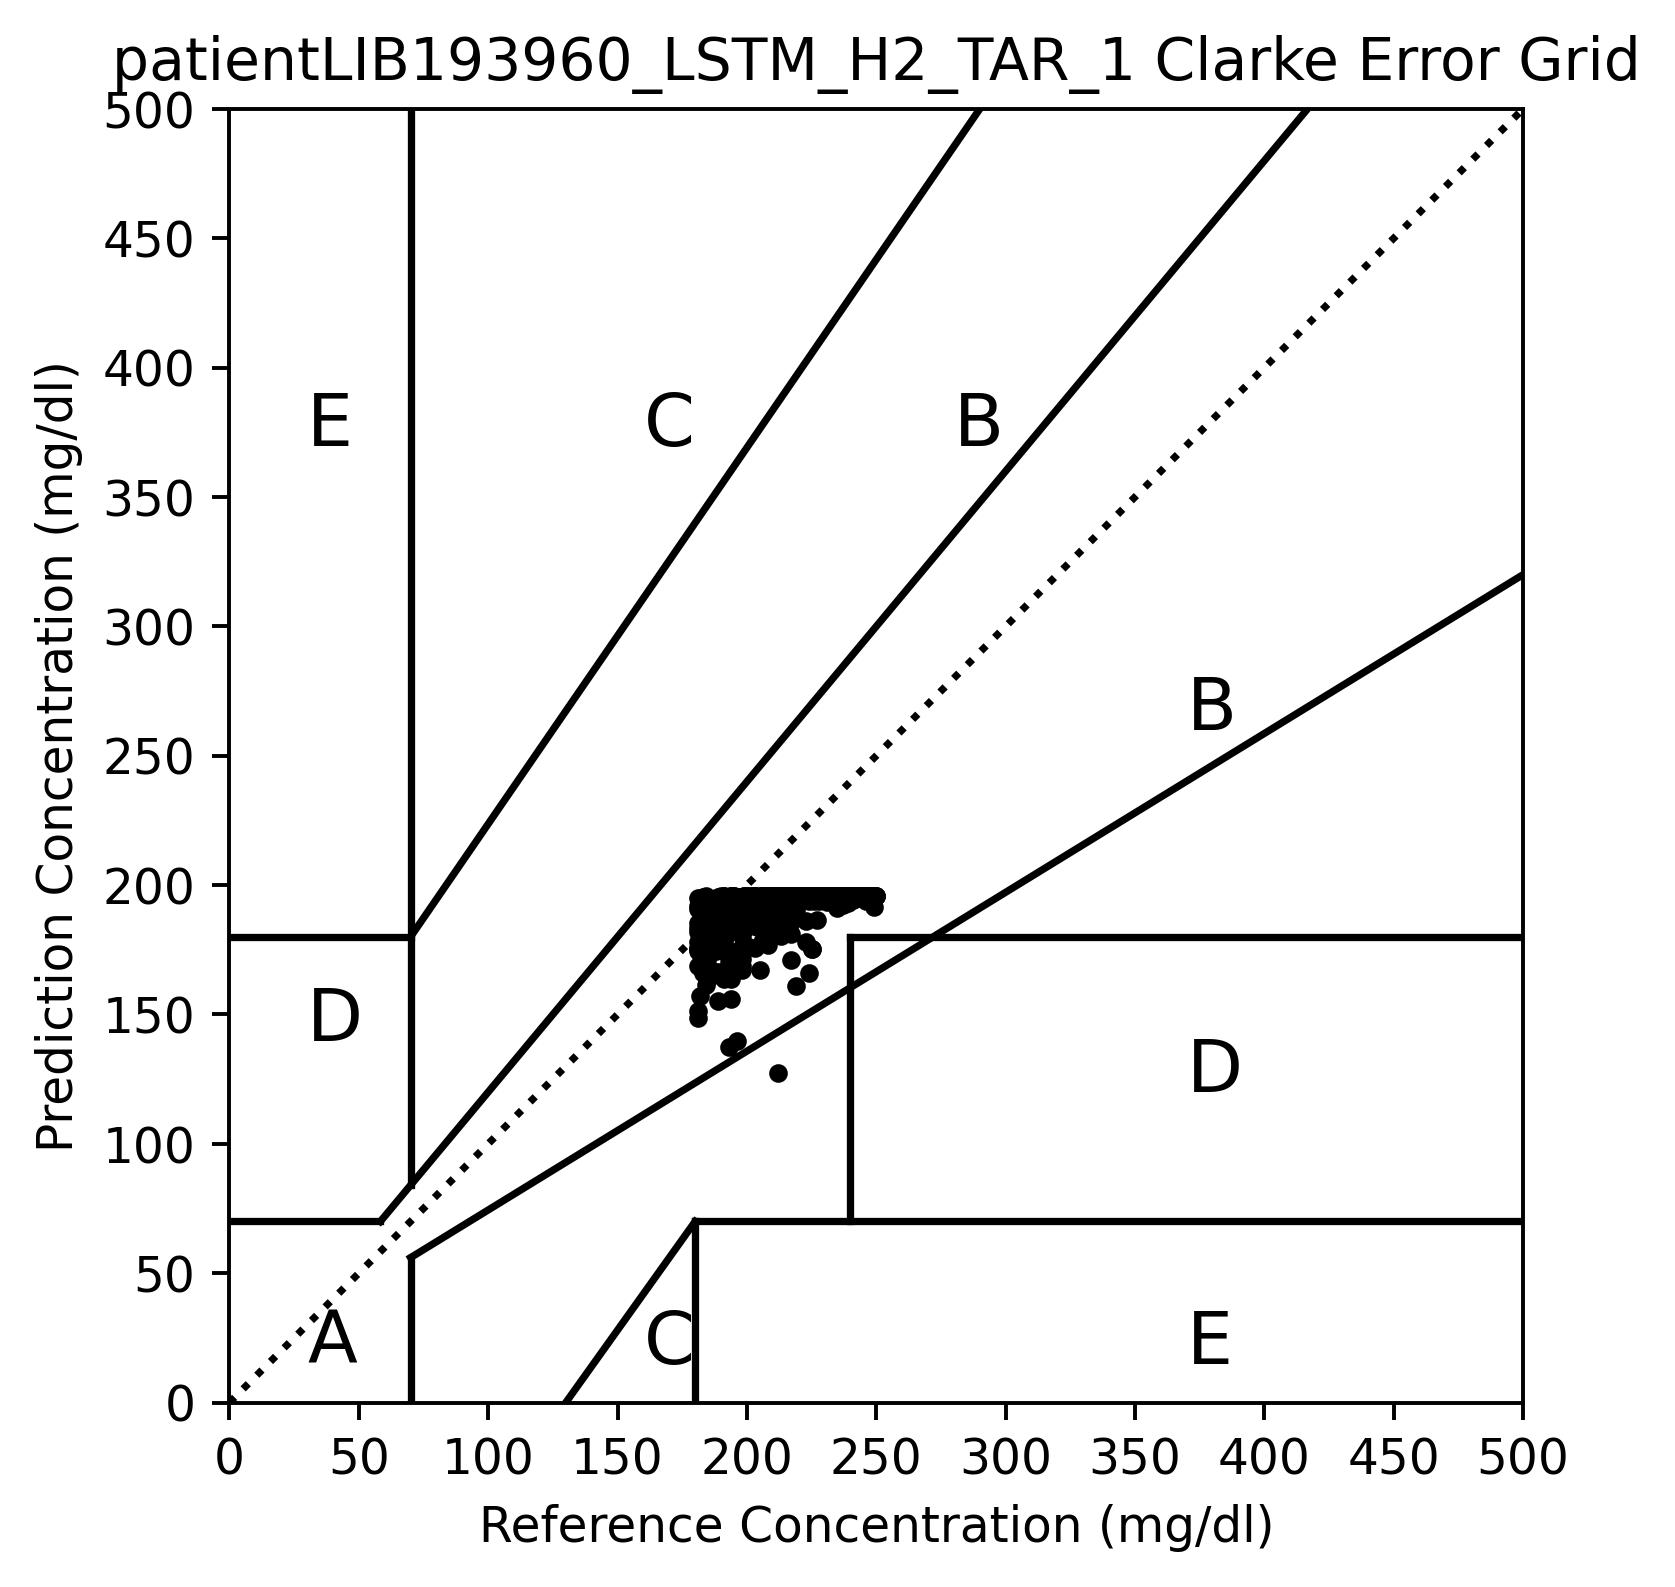 patientLIB193960_LSTM_H2_TAR_1 Clarke Error Grid
500
450
400
350
300
250
200
150
100
50
0
Prediction Concentration (mg/dl)
E
C
B
B
D
D
A
C
E
0 50 100 150 200 250 300 350 400 450 500
Reference Concentration (mg/dl)